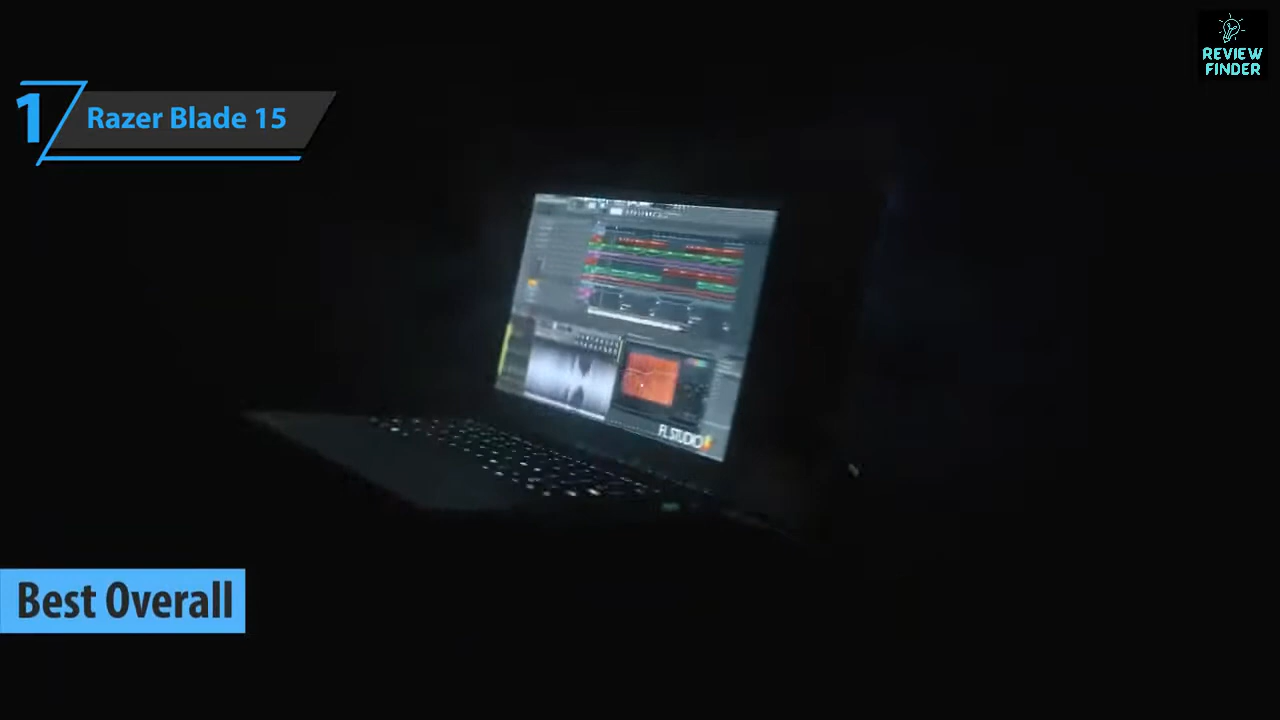 REVIEW
FINDER
1
Razer Blade 15
FL STUDIO
Best Overall